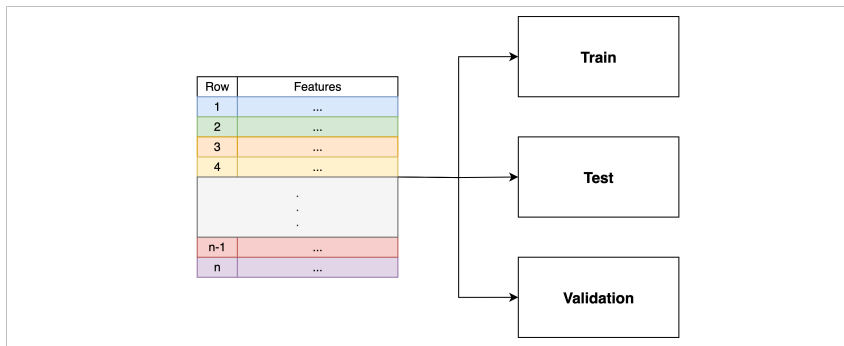 Row Features
1 ...
2 ...
3 ...
4 ...
.
.
.
n-1 ...
n ...
Train
Test
Validation